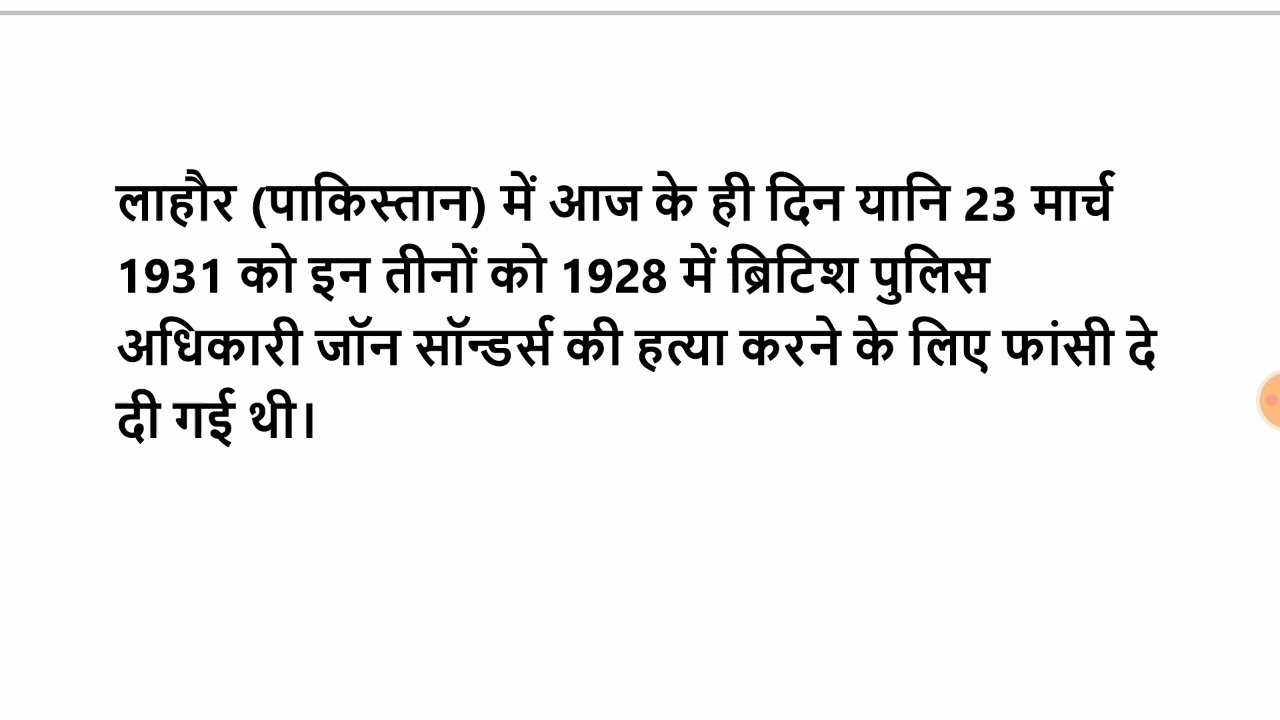 लाहौर (पाकिस्तान) में आज के ही दिन यानि 23 मार्च
1931 को इन तीनों को 1928 में ब्रिटिश पुलिस
अधिकारी जॉन सॉन्डर्स की हत्या करने के लिए फांसी दे
दी गई थी।